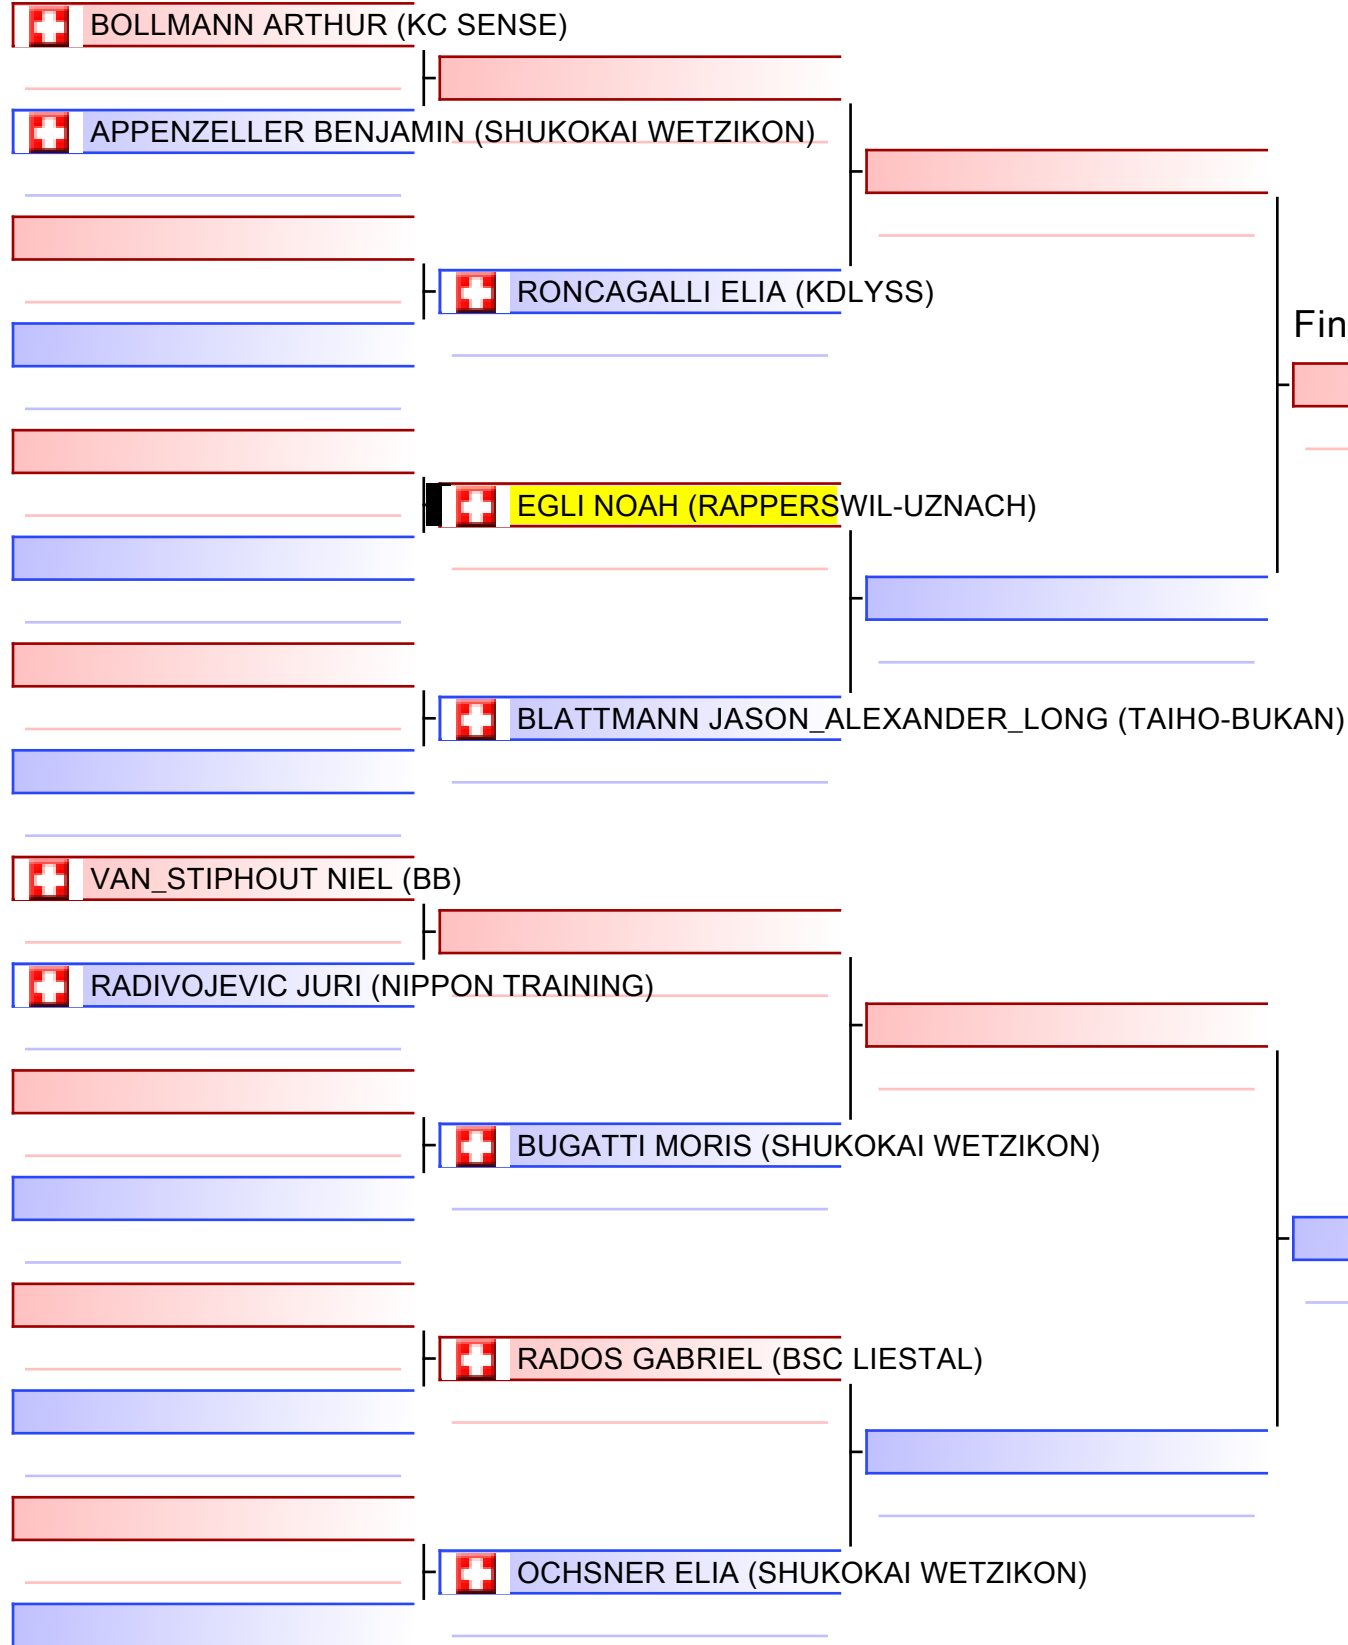 BOLLMANN ARTHUR (KC SENSE)
APPENZELLER BENJAMIN (SHUKOKAI WETZIKON)
RONCAGALLI ELIA (KDLYSS)
Fin
EGLI NOAH (RAPPERSWIL-UZNACH)
BLATTMANN JASON_ALEXANDER_LONG (TAIHO-BUKAN)
VAN_STIPHOUT NIEL (BB)
RADIVOJEVIC JURI (NIPPON TRAINING)
BUGATTI MORIS (SHUKOKAI WETZIKON)
RADOS GABRIEL (BSC LIESTAL)
OCHSNER ELIA (SHUKOKAI WETZIKON)